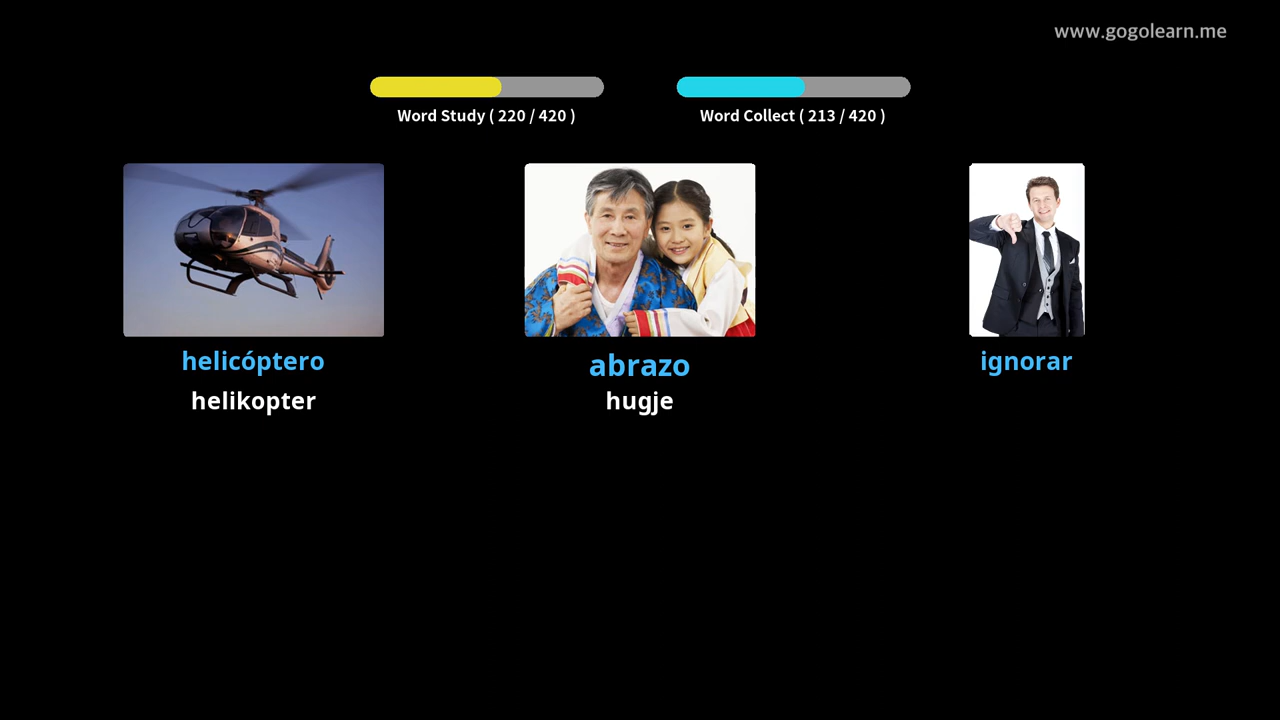 www.gogolearn.me
Word Study ( 220 / 420 )
Word Collect ( 213 / 420 )
helicóptero
helikopter
abrazo
hugje
ignorar